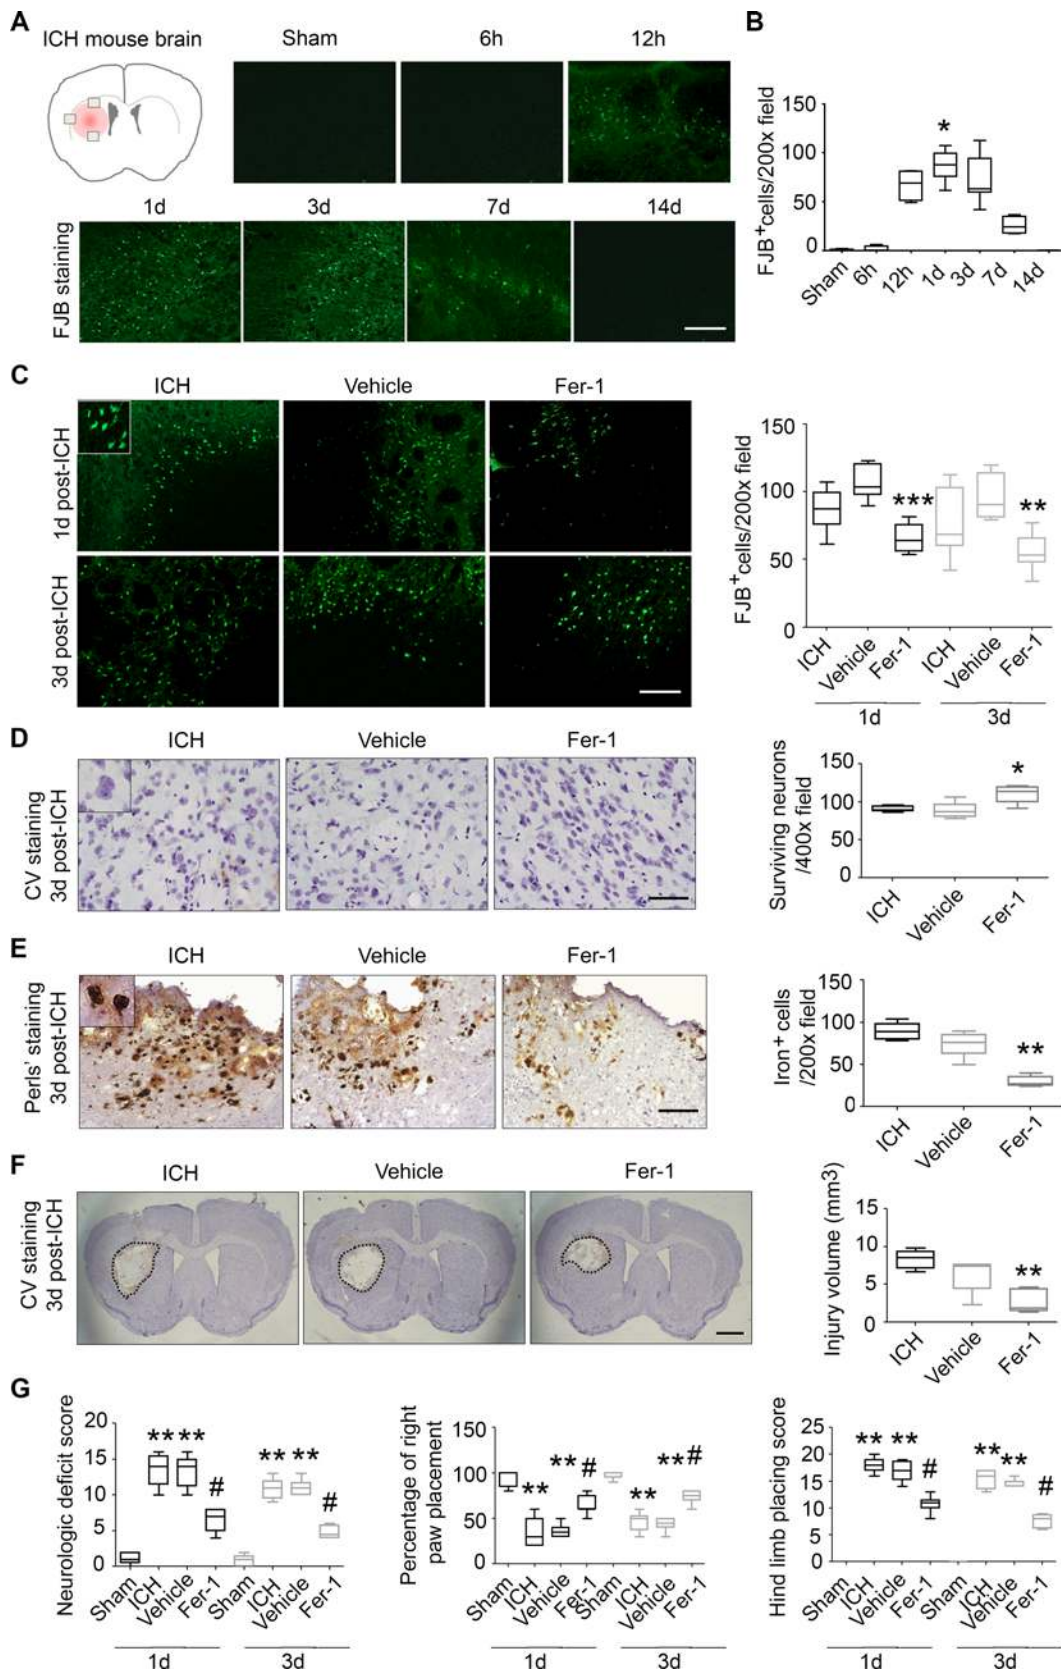 A
ICH mouse brain
Sham
6h
12h
1d
3d
7d
14d
FJB staining
B
FJB+cells/200x field
150
100
50
0
*
Sham
6h
12h
1d
3d
7d
14d
C
ICH
Vehicle
Fer-1
1d post-ICH
3d post-ICH
FJB+cells/200x field
150
100
50
0
***
**
ICH
Vehicle
Fer-1
ICH
Vehicle
Fer-1
1d
3d
D
ICH
Vehicle
Fer-1
CV staining
3d post-ICH
Surviving neurons
/400x field
150
100
50
0
*
ICH
Vehicle
Fer-1
E
ICH
Vehicle
Fer-1
Perls' staining
3d post-ICH
Iron+ cells
/200x field
150
100
50
0
**
ICH
Vehicle
Fer-1
F
ICH
Vehicle
Fer-1
CV staining
3d post-ICH
Injury volume (mm3)
15
10
5
0
**
ICH
Vehicle
Fer-1
G
Neurologic deficit score
20
15
10
5
0
** **
#
** **
#
Sham
ICH
Vehicle
Fer-1
Sham
ICH
Vehicle
Fer-1
1d
3d
Percentage of right
paw placement
150
100
50
0
**
** #
**
** #
Sham
ICH
Vehicle
Fer-1
Sham
ICH
Vehicle
Fer-1
1d
3d
Hind limb placing score
25
20
15
10
5
0
** **
#
** **
#
Sham
ICH
Vehicle
Fer-1
Sham
ICH
Vehicle
Fer-1
1d
3d